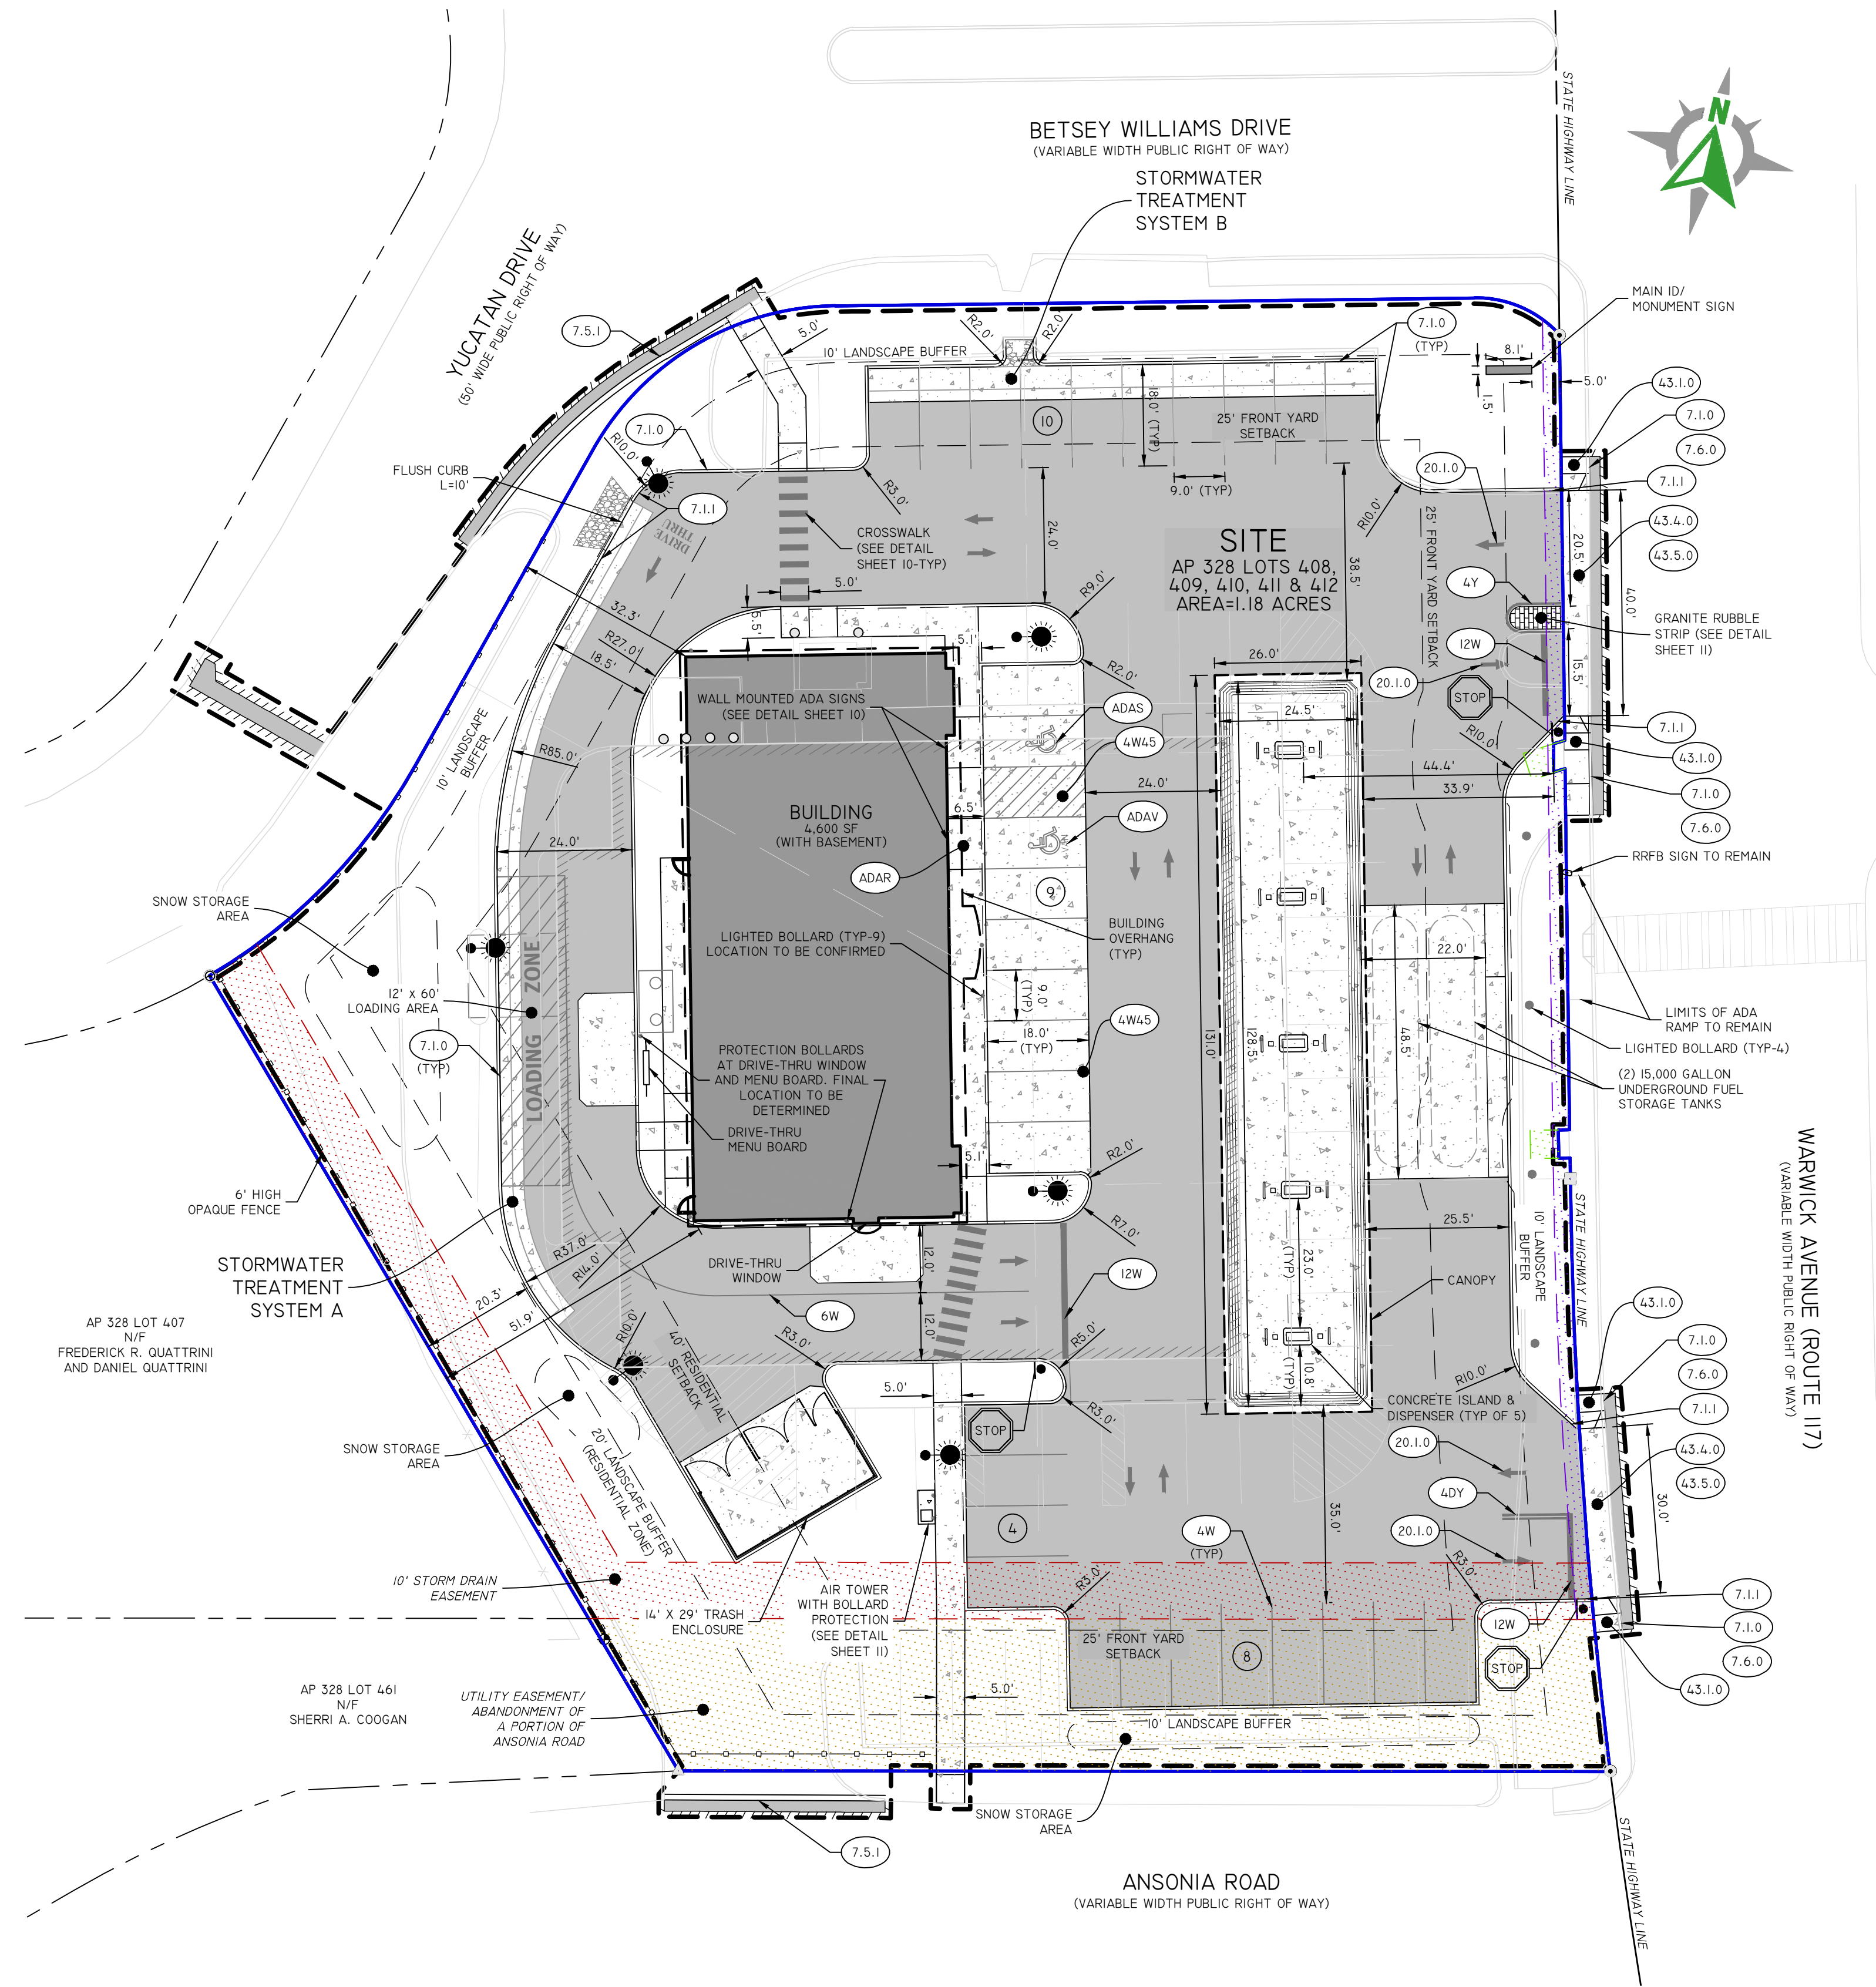 STATE HIGHWAY LINE
N
BETSEY WILLIAMS DRIVE
(VARIABLE WIDTH PUBLIC RIGHT OF WAY)
STORMWATER
TREATMENT
SYSTEM B
YUCATAN DRIVE
(50' WIDE PUBLIC RIGHT OF WAY)
MAIN ID/
MONUMENT SIGN
7.5.1
5.0'
R2.0'
R2.0'
10' LANDSCAPE BUFFER
7.1.0
(TYP)
8.1'
1.5'
5.0'
43.1.0
7.1.0
7.6.0
7.1.1
43.4.0
43.5.0
18.0' (TYP)
10
25' FRONT YARD
SETBACK
7.1.0
R10.0'
FLUSH CURB
L=10'
7.1.1
DRIVE
THRU
R3.0'
9.0' (TYP)
20.1.0
R10.0'
25' FRONT YARD SETBACK
CROSSWALK
(SEE DETAIL
SHEET 10-TYP)
24.0'
SITE
AP 328 LOTS 408,
409, 410, 411 & 412
AREA=1.18 ACRES
38.5'
20.5'
40.0'
4Y
GRANITE RUBBLE
STRIP (SEE DETAIL
SHEET 11)
5.0'
5.5'
R9.0'
32.3'
R27.0'
18.5'
5.1'
R2.0'
26.0'
24.5'
12W
20.1.0
STOP
15.5'
7.1.1
43.1.0
7.1.0
7.6.0
R10.0'
WALL MOUNTED ADA SIGNS
(SEE DETAIL SHEET 10)
ADAS
4W45
10' LANDSCAPE
BUFFER
R85.0'
44.4'
33.9'
24.0'
BUILDING
4,600 SF
(WITH BASEMENT)
6.5'
ADAV
24.0'
ADAR
9
RRFB SIGN TO REMAIN
SNOW STORAGE
AREA
BUILDING
OVERHANG
(TYP)
LIGHTED BOLLARD (TYP-9)
LOCATION TO BE CONFIRMED
22.0'
12' X 60'
LOADING AREA
LOADING ZONE
9.0'
(TYP)
18.0'
(TYP)
4W45
LIMITS OF ADA
RAMP TO REMAIN
LIGHTED BOLLARD (TYP-4)
(2) 15,000 GALLON
UNDERGROUND FUEL
STORAGE TANKS
7.1.0
(TYP)
131.0'
128.5'
48.5'
PROTECTION BOLLARDS
AT DRIVE-THRU WINDOW
AND MENU BOARD. FINAL
LOCATION TO BE
DETERMINED
DRIVE-THRU
MENU BOARD
5.1'
R2.0'
R7.0'
6' HIGH
OPAQUE FENCE
WARWICK AVENUE (ROUTE 117)
(VARIABLE WIDTH PUBLIC RIGHT OF WAY)
STATE HIGHWAY LINE
10' LANDSCAPE
BUFFER
25.5'
STORMWATER
TREATMENT
SYSTEM A
R37.0'
R14.0'
DRIVE-THRU
WINDOW
12.0'
12.0'
12W
6W
23.0'
(TYP)
CANOPY
20.3'
51.9'
R10.0'
40' RESIDENTIAL
SETBACK
R3.0'
R5.0'
R3.0'
5.0'
10.8'
(TYP)
R10.0'
43.1.0
7.1.0
7.6.0
7.1.1
43.4.0
43.5.0
AP 328 LOT 407
N/F
FREDERICK R. QUATTRINI
AND DANIEL QUATTRINI
CONCRETE ISLAND &
DISPENSER (TYP OF 5)
STOP
20.1.0
SNOW STORAGE
AREA
20' LANDSCAPE BUFFER
(RESIDENTIAL ZONE)
4DY
30.0'
4
4W
(TYP)
35.0'
20.1.0
R3.0'
R3.0'
10' STORM DRAIN
EASEMENT
14' X 29' TRASH
ENCLOSURE
AIR TOWER
WITH BOLLARD
PROTECTION
(SEE DETAIL
SHEET 11)
12W
7.1.1
7.1.0
7.6.0
43.1.0
25' FRONT YARD
SETBACK
8
STOP
AP 328 LOT 461
N/F
SHERRI A. COOGAN
UTILITY EASEMENT/
ABANDONMENT OF
A PORTION OF
ANSONIA ROAD
5.0'
10' LANDSCAPE BUFFER
SNOW STORAGE
AREA
7.5.1
ANSONIA ROAD
(VARIABLE WIDTH PUBLIC RIGHT OF WAY)
STATE HIGHWAY LINE